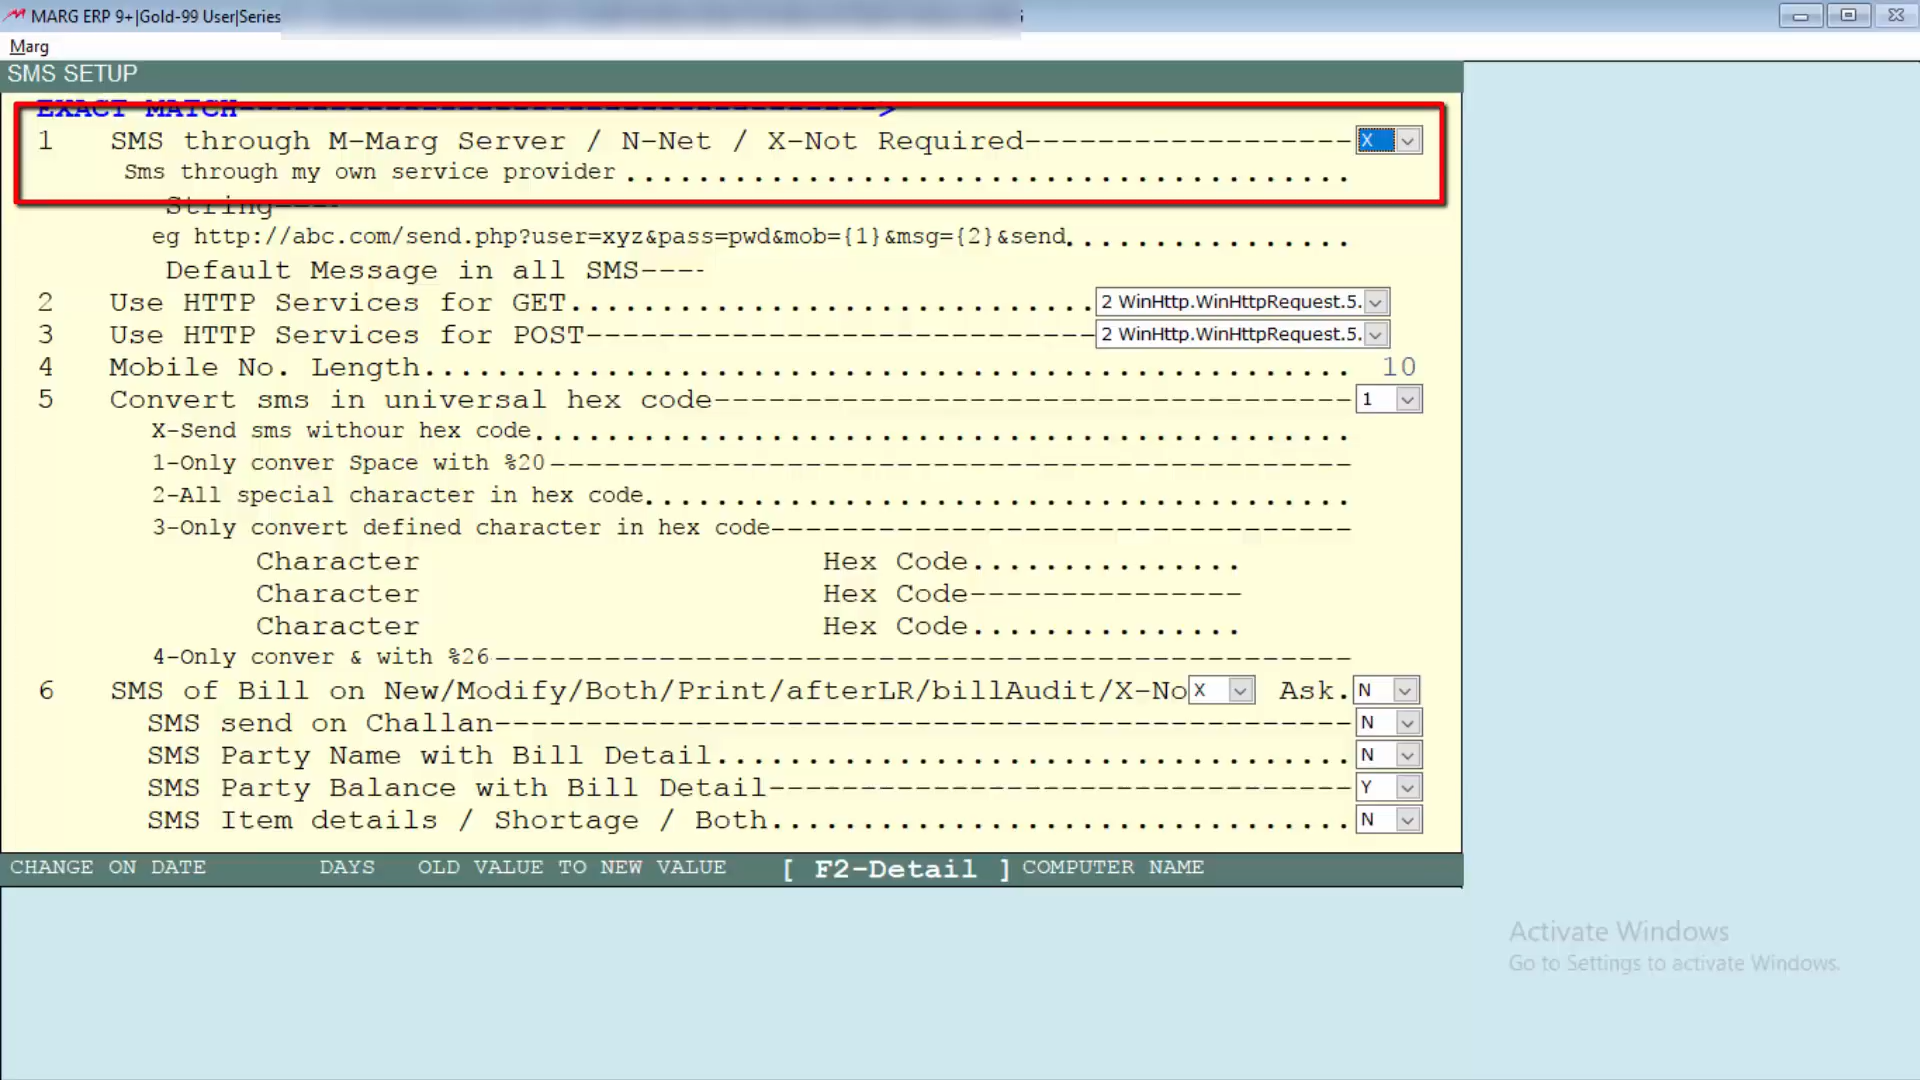 MARG ERP 9+|Gold-99 User|Series
Marg
SMS SETUP
EXACT MATCH-----------------------------------> 
1 SMS through M-Marg Server / N-Net / X-Not Required------------------ X
Sms through my own service provider ........................................
String----
eg http://abc.com/send.php?user=xyz&pass=pwd&mob={1}&msg={2}&send................
Default Message in all SMS----
2 Use HTTP Services for GET............................. 2 WinHttp.WinHttpRequest.5.
3 Use HTTP Services for POST---------------------------- 2 WinHttp.WinHttpRequest.5.
4 Mobile No. Length................................................... 10
5 Convert sms in universal hex code----------------------------------- 1
X-Send sms withour hex code.............................................
1-Only conver Space with %20--------------------------------------------
2-All special character in hex code.......................................
3-Only convert defined character in hex code--------------------------------
Character Hex Code...............
Character Hex Code---------------
Character Hex Code...............
4-Only conver & with %26-----------------------------------------------
6 SMS of Bill on New/Modify/Both/Print/afterLR/billAudit/X-No X Ask. N
SMS send on Challan----------------------------------------------- N
SMS Party Name with Bill Detail................................... N
SMS Party Balance with Bill Detail-------------------------------- Y
SMS Item details / Shortage / Both................................ N
CHANGE ON DATE DAYS OLD VALUE TO NEW VALUE [ F2-Detail ] COMPUTER NAME
Activate Windows
Go to Settings to activate Windows.